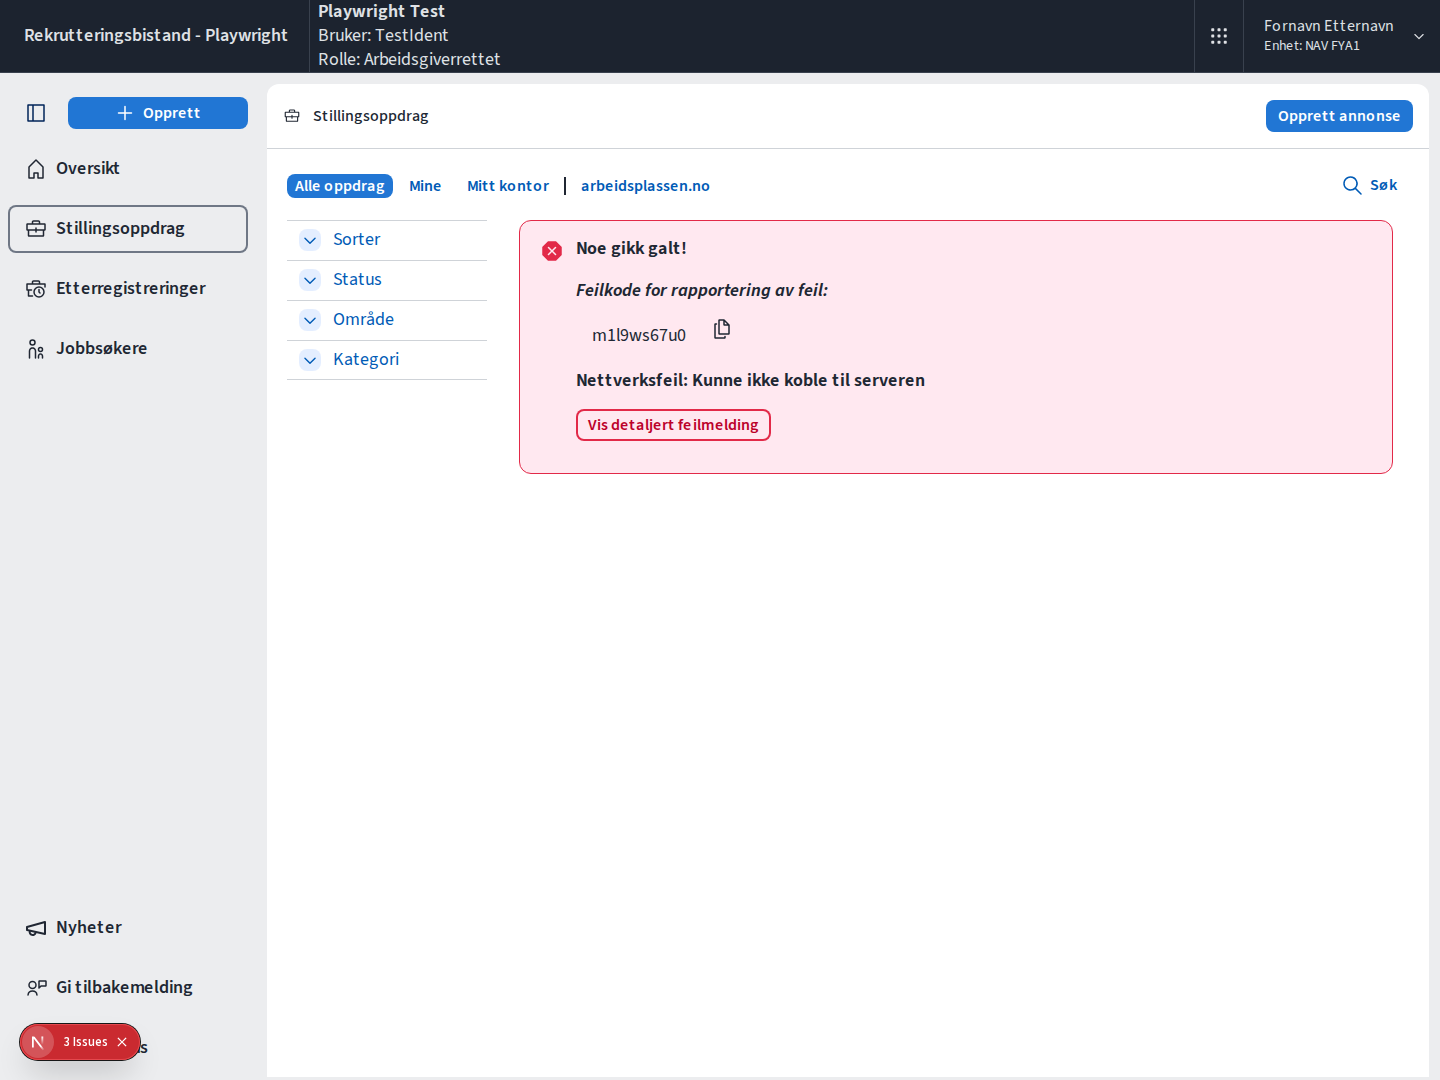 Rekrutteringsbistand - Playwright
Playwright Test
Bruker: TestIdent
Rolle: Arbeidsgiverrettet
Fornavn Etternavn
Enhet: NAV FYA1
Opprett
Oversikt
Stillingsoppdrag
Etterregistreringer
Jobbsøkere
Nyheter
Gi tilbakemelding
3 Issues
Stillingsoppdrag
Opprett annonse
Alle oppdrag
Mine
Mitt kontor
arbeidsplassen.no
Søk
Sorter
Status
Område
Kategori
Noe gikk galt!
Feilkode for rapportering av feil:
m1l9ws67u0
Nettverksfeil: Kunne ikke koble til serveren
Vis detaljert feilmelding